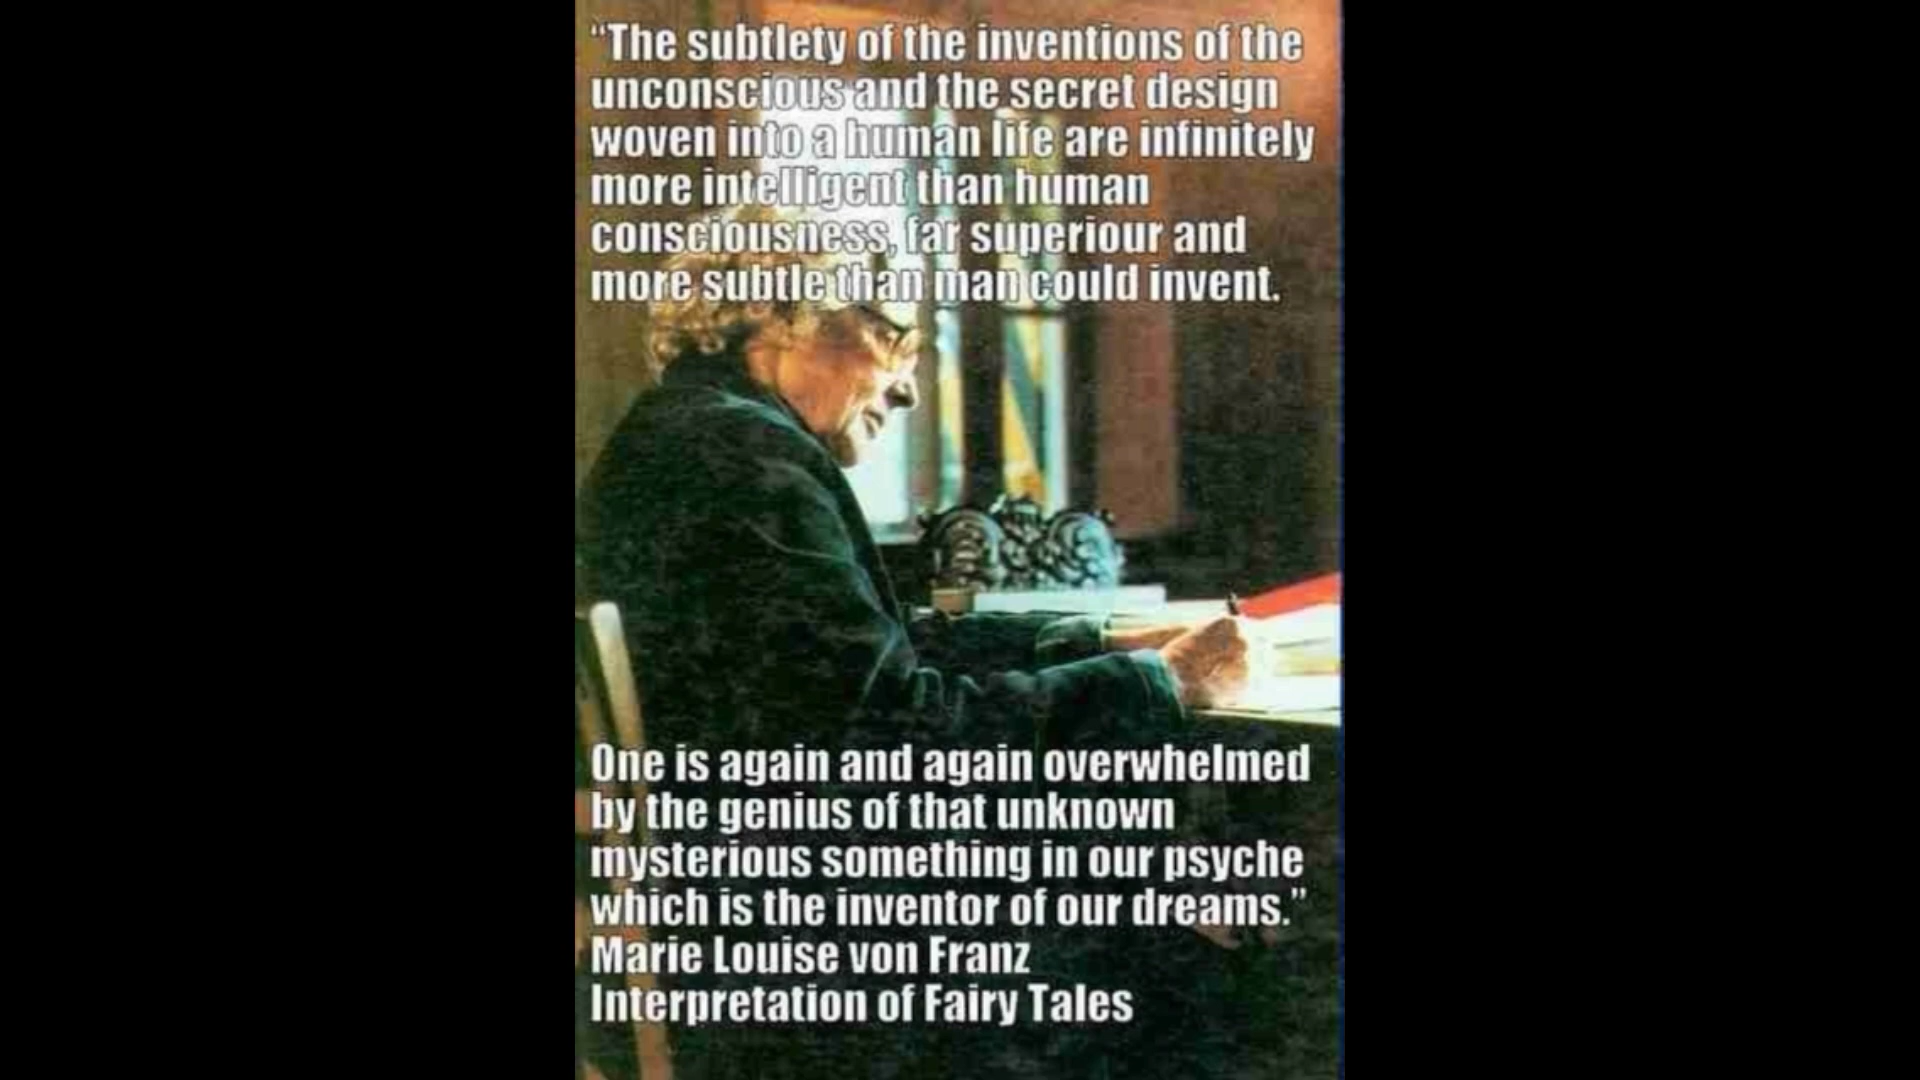 “The subtlety of the inventions of the
unconscious and the secret design
woven into a human life are infinitely
more intelligent than human
consciousness, far superiour and
more subtle than man could invent.
One is again and again overwhelmed
by the genius of that unknown
mysterious something in our psyche
which is the inventor of our dreams.”
Marie Louise von Franz
Interpretation of Fairy Tales